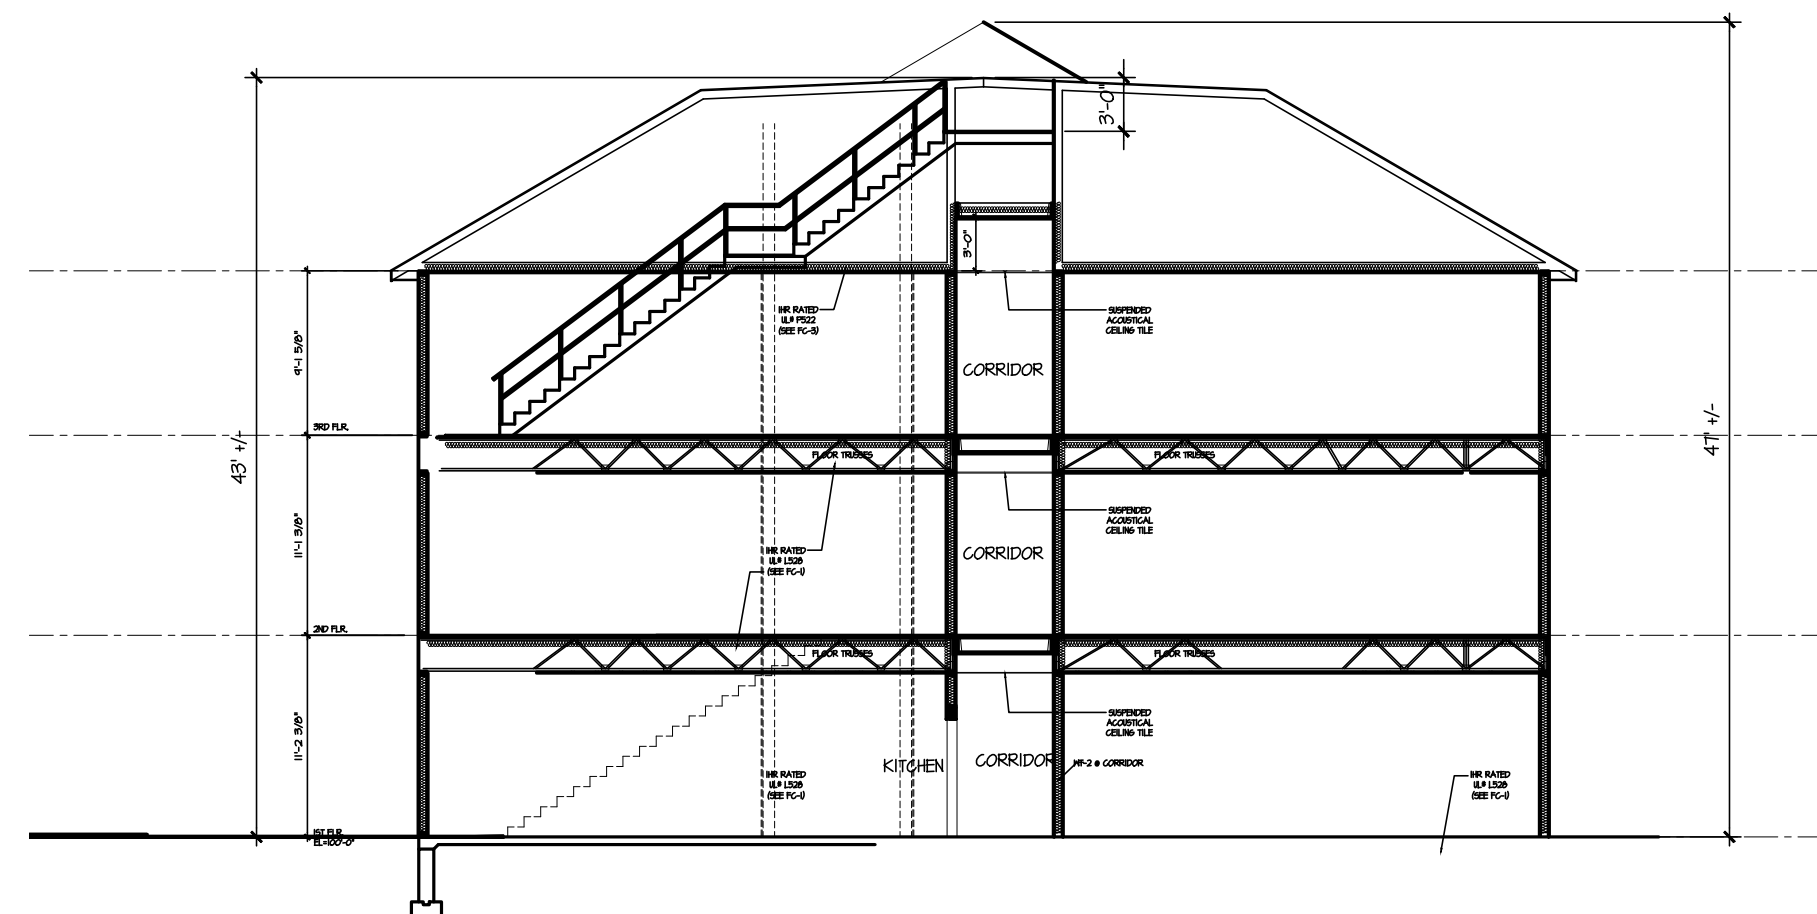 3'-0"
3'-0"
1HR RATED
UL# P522
(SEE FC-3)
SUSPENDED
ACOUSTICAL
CEILING TILE
9'-1 5/8"
CORRIDOR
3RD FLR.
43' +/-
47' +/-
FLOOR TRUSSES
FLOOR TRUSSES
SUSPENDED
ACOUSTICAL
CEILING TILE
11'-1 3/8"
1HR RATED
UL# L528
(SEE FC-1)
CORRIDOR
2ND FLR.
FLOOR TRUSSES
FLOOR TRUSSES
SUSPENDED
ACOUSTICAL
CEILING TILE
11'-2 3/8"
KITCHEN
CORRIDOR
WF-2 @ CORRIDOR
1HR RATED
UL# L528
(SEE FC-1)
1HR RATED
UL# L528
(SEE FC-1)
1ST FLR.
EL=100'-0"